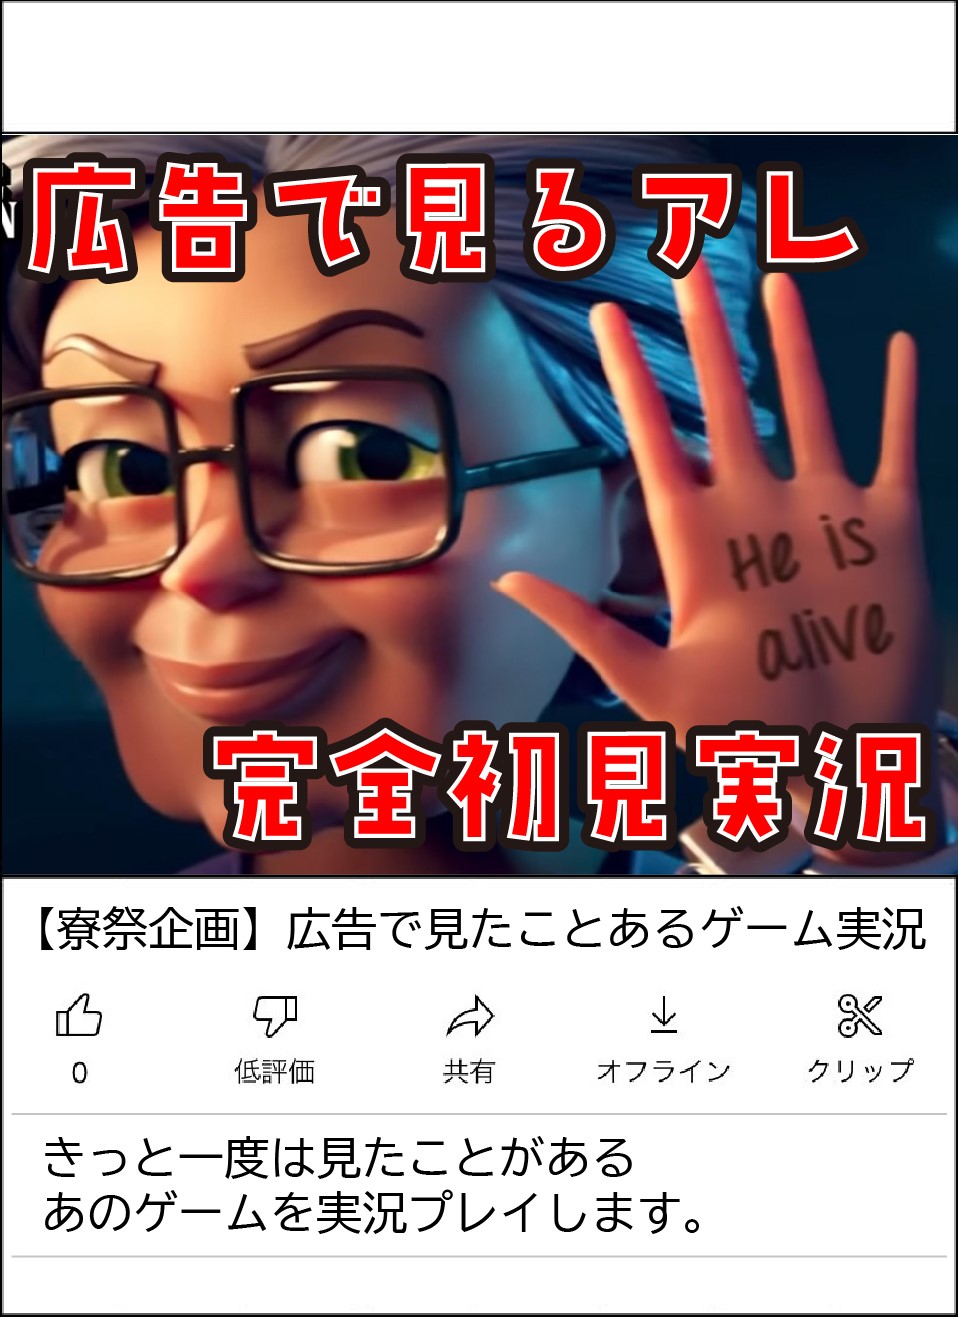 広告で見るアレ
N
He is
alive
完全初見実況
【寮祭企画】広告で見たことあるゲーム実況
0 低評価 共有 オフライン クリップ
きっと一度は見たことがある
あのゲームを実況プレイします。